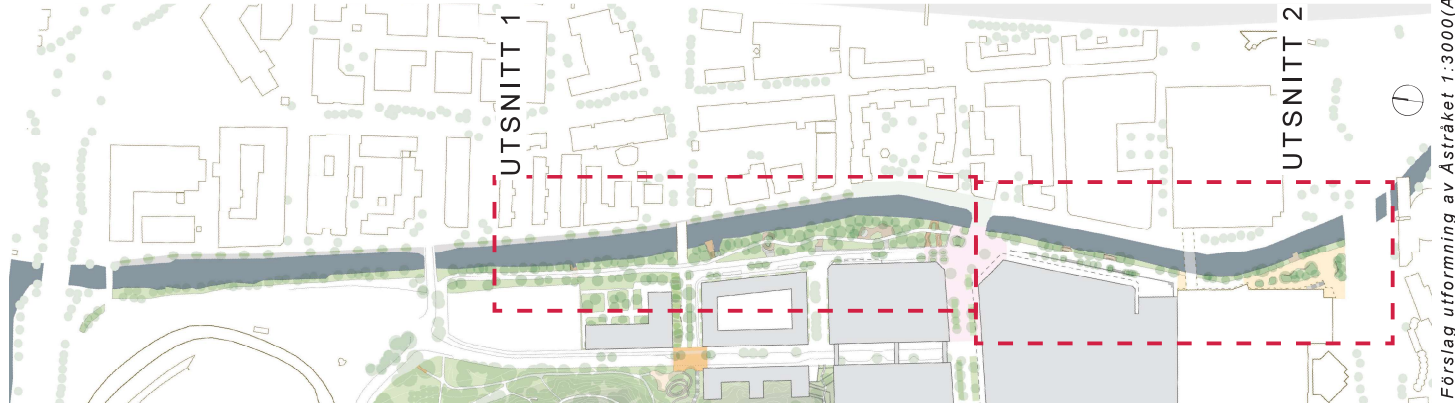 UTSNITT 1
UTSNITT 2
Förslag utformning av Åstråket 1:3000(A